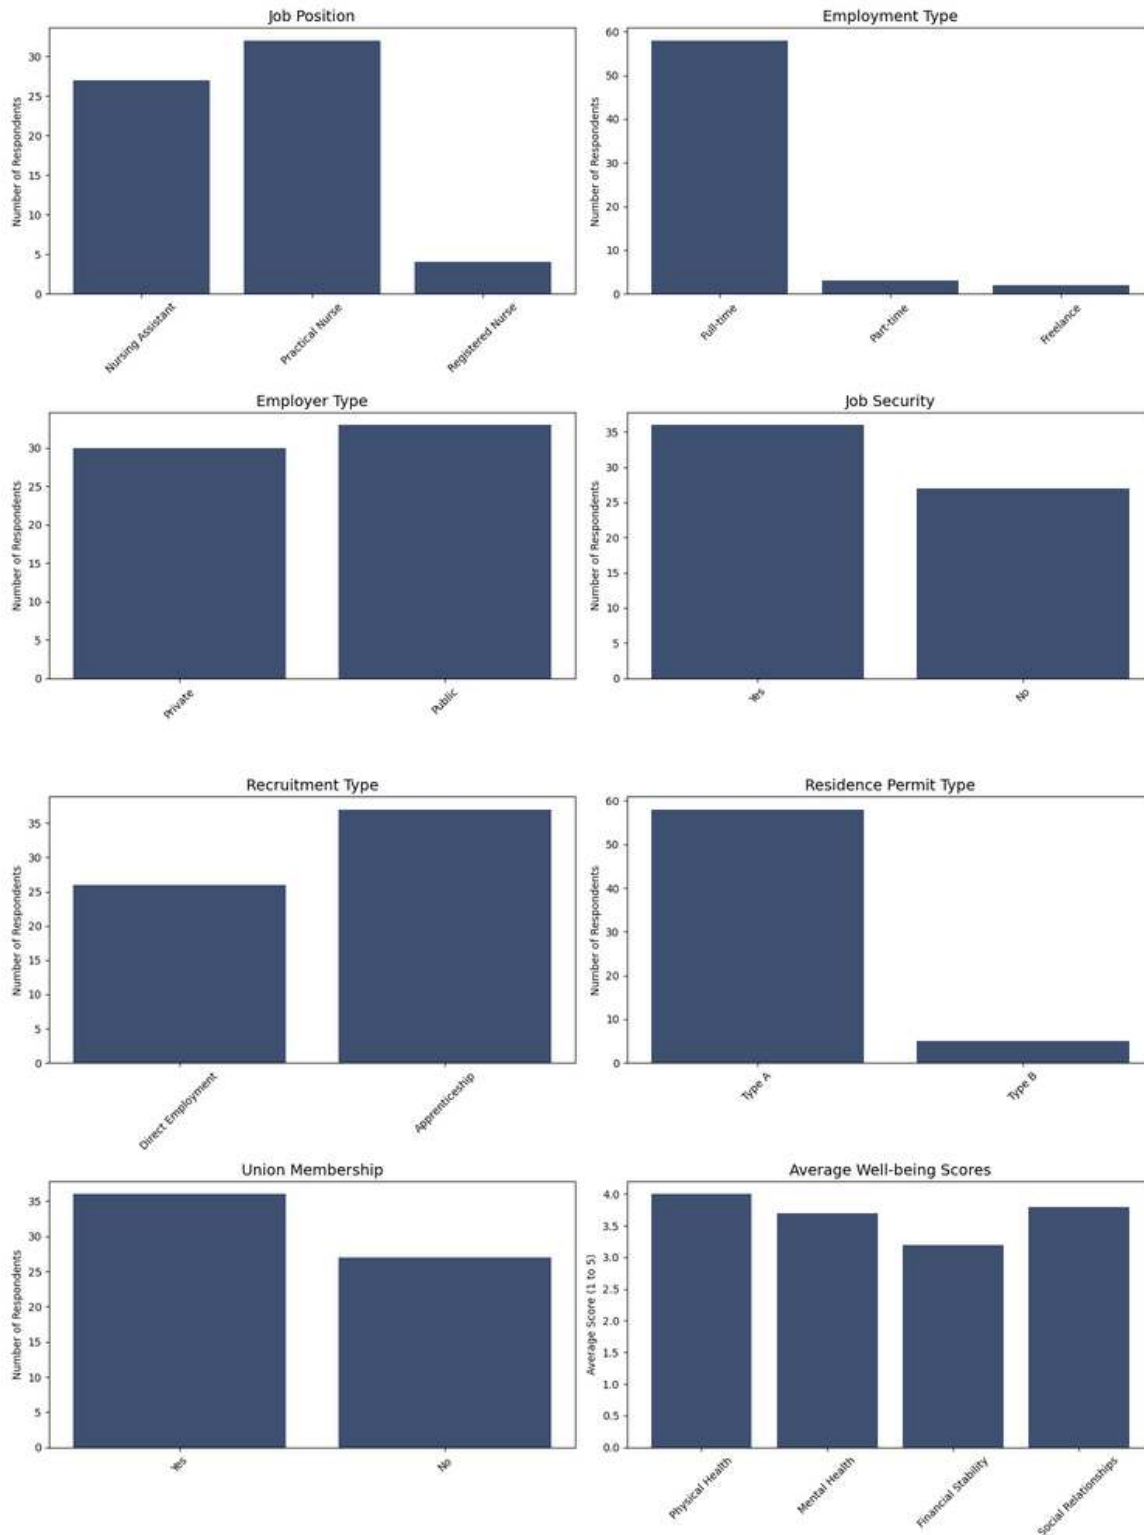 Job Position
Number of Respondents
30
25
20
15
10
5
0
Nursing Assistant
Practical Nurse
Registered Nurse
Employment Type
Number of Respondents
60
50
40
30
20
10
0
Full-time
Part-time
Freelance
Employer Type
Number of Respondents
30
25
20
15
10
5
0
Private
Public
Job Security
Number of Respondents
35
30
25
20
15
10
5
0
Yes
No
Recruitment Type
Number of Respondents
35
30
25
20
15
10
5
0
Direct Employment
Apprenticeship
Residence Permit Type
Number of Respondents
60
50
40
30
20
10
0
Type A
Type B
Union Membership
Number of Respondents
35
30
25
20
15
10
5
0
Yes
No
Average Well-being Scores
Average Score (1 to 5)
4.0
3.5
3.0
2.5
2.0
1.5
1.0
0.5
0.0
Physical Health
Mental Health
Financial Stability
Social Relationships